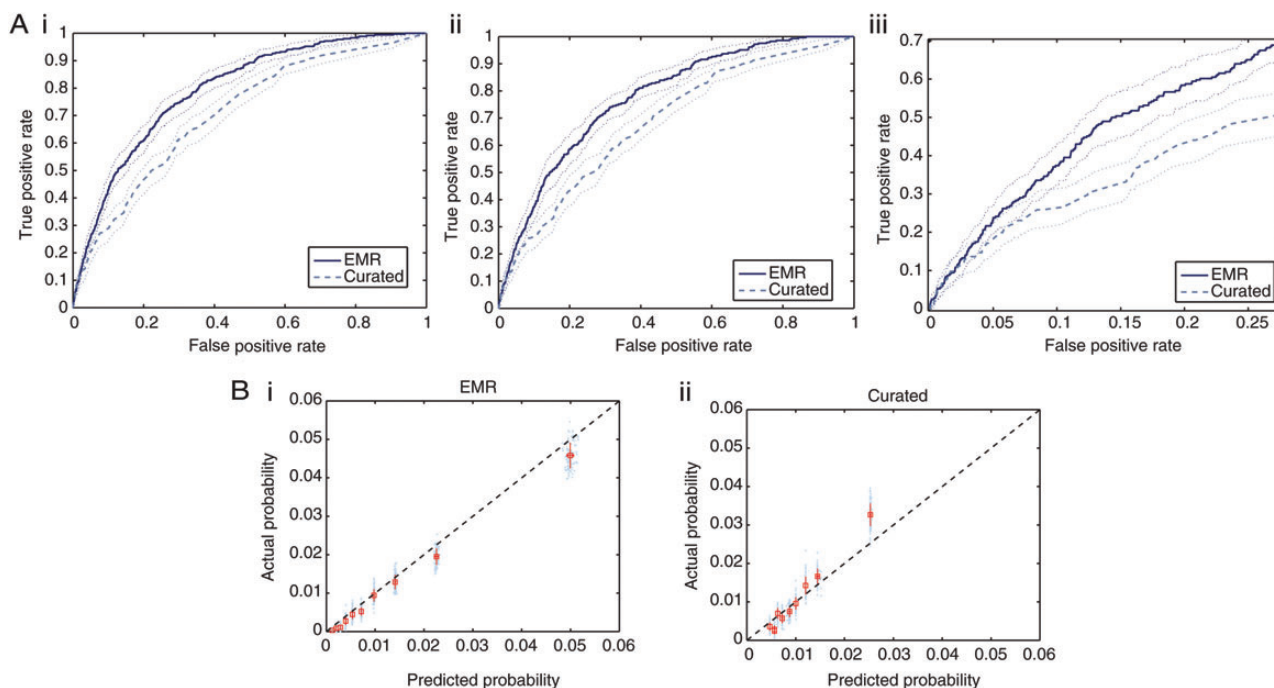 A i
1
0.9
0.8
0.7
0.6
0.5
0.4
0.3
0.2
0.1
0
True positive rate
EMR
Curated
0 0.2 0.4 0.6 0.8 1
False positive rate
ii
1
0.9
0.8
0.7
0.6
0.5
0.4
0.3
0.2
0.1
0
True positive rate
EMR
Curated
0 0.2 0.4 0.6 0.8 1
False positive rate
iii
0.7
0.6
0.5
0.4
0.3
0.2
0.1
0
True positive rate
EMR
Curated
0 0.05 0.1 0.15 0.2 0.25
False positive rate
B i
EMR
0.06
0.05
0.04
0.03
0.02
0.01
0
Actual probability
0.00 0.01 0.02 0.03 0.04 0.05 0.06
Predicted probability
ii
Curated
0.06
0.05
0.04
0.03
0.02
0.01
0
Actual probability
0.00 0.01 0.02 0.03 0.04 0.05 0.06
Predicted probability